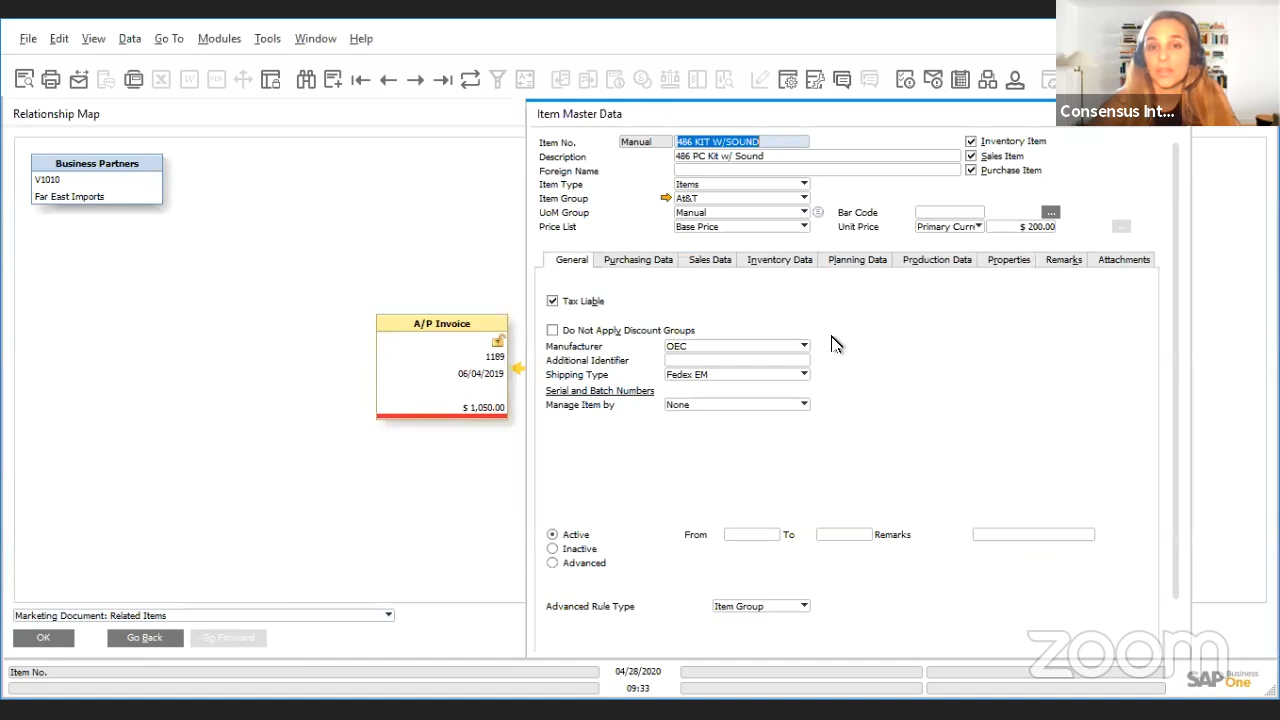 File Edit View Data Go To Modules Tools Window Help
Consensus Int...
Relationship Map
Business Partners
V1010
Far East Imports
A/P Invoice
1189
06/04/2019
$ 1,050.00
Marketing Document: Related Items
OK Go Back Go Forward
Item Master Data
Item No. Manual 486 KIT W/SOUND Inventory Item
Description 486 PC Kit w/ Sound Sales Item
Foreign Name Purchase Item
Item Type Items
Item Group At&T
UoM Group Manual Bar Code ...
Price List Base Price Unit Price Primary Curr $ 200.00 ...
General Purchasing Data Sales Data Inventory Data Planning Data Production Data Properties Remarks Attachments
Tax Liable
Do Not Apply Discount Groups
Manufacturer OEC
Additional Identifier
Shipping Type Fedex EM
Serial and Batch Numbers
Manage Item by None
Active From To Remarks
Inactive
Advanced
Advanced Rule Type Item Group
zoom
Item No. 04/28/2020
09:33
SAP Business One